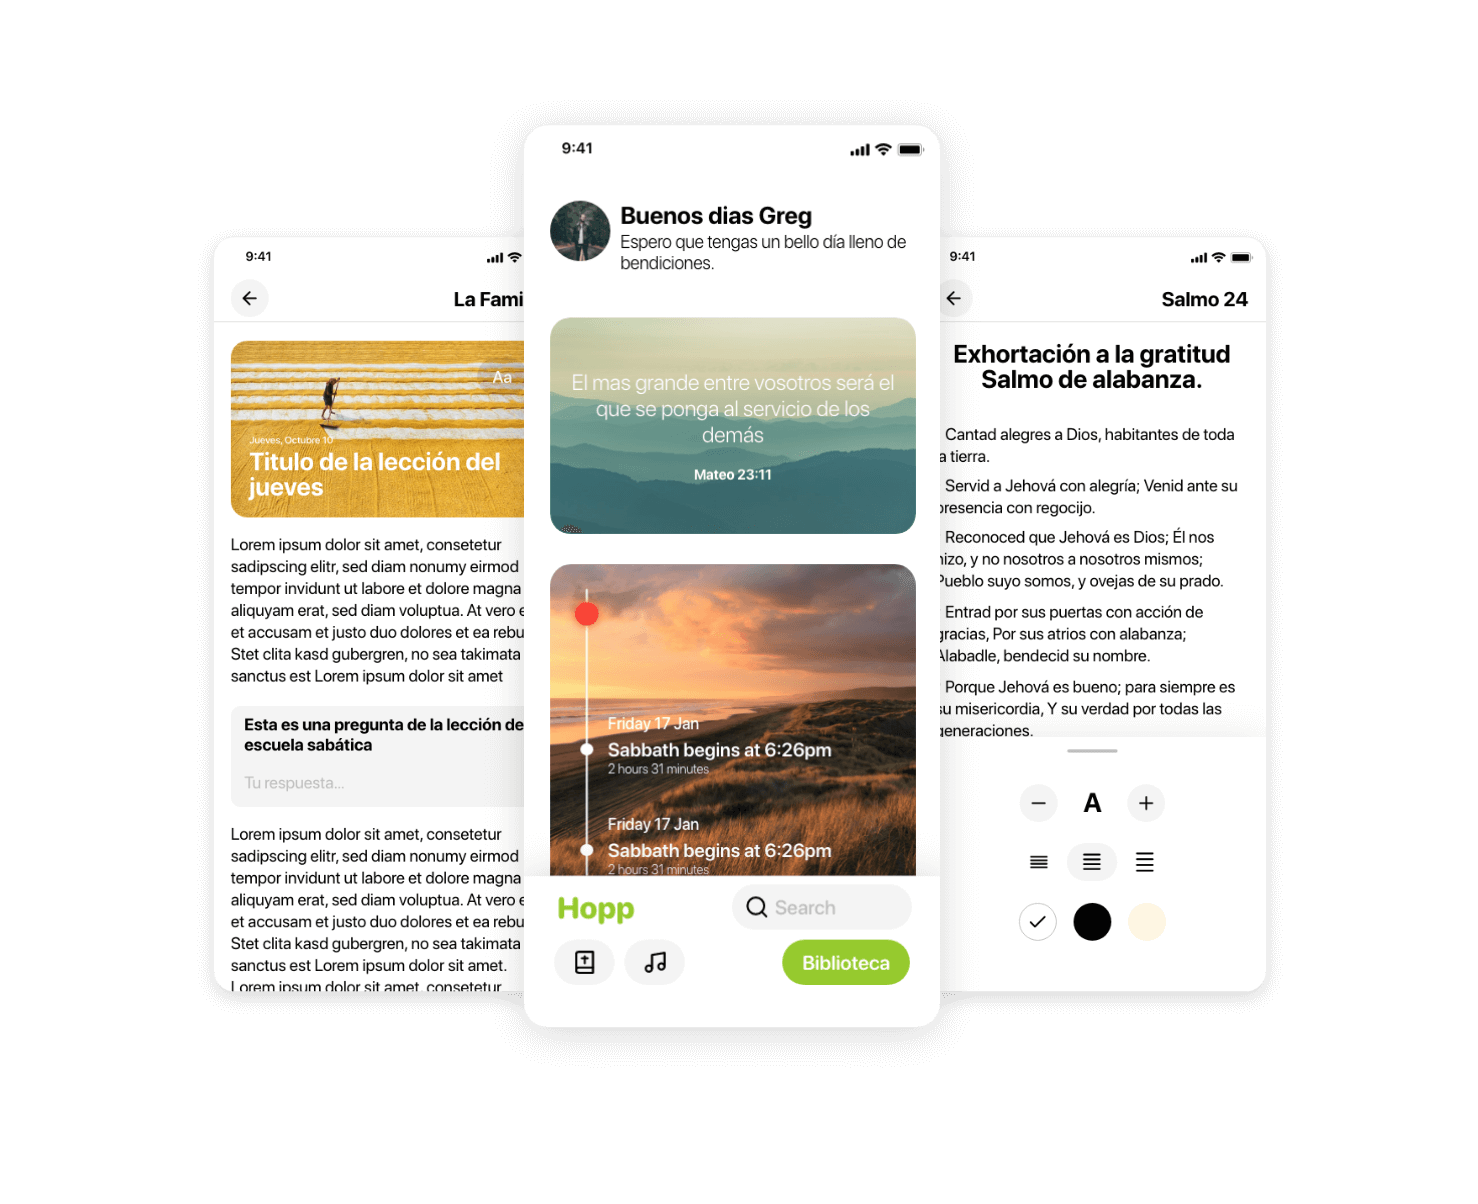 9:41
La Fami
Aa
Jueves, Octubre 10
Titulo de la lección del
jueves
Lorem ipsum dolor sit amet, consetetur
sadipscing elitr, sed diam nonumy eirmod
tempor invidunt ut labore et dolore magna
aliquyam erat, sed diam voluptua. At vero e
et accusam et justo duo dolores et ea rebu
Stet clita kasd gubergren, no sea takimata
sanctus est Lorem ipsum dolor sit amet
Esta es una pregunta de la lección de
escuela sabática
Tu respuesta...
Lorem ipsum dolor sit amet, consetetur
sadipscing elitr, sed diam nonumy eirmod
tempor invidunt ut labore et dolore magna
aliquyam erat, sed diam voluptua. At vero e
et accusam et justo duo dolores et ea rebu
Stet clita kasd gubergren, no sea takimata
sanctus est Lorem ipsum dolor sit amet.
Lorem ipsum dolor sit amet, consetetur
9:41
Buenos dias Greg
Espero que tengas un bello día lleno de
bendiciones.
El mas grande entre vosotros será el
que se ponga al servicio de los
demás
Mateo 23:11
Friday 17 Jan
Sabbath begins at 6:26pm
2 hours 31 minutes
Friday 17 Jan
Sabbath begins at 6:26pm
2 hours 31 minutes
Hopp
Search
Biblioteca
9:41
Salmo 24
Exhortación a la gratitud
Salmo de alabanza.
Cantad alegres a Dios, habitantes de toda
a tierra.
Servid a Jehová con alegría; Venid ante su
presencia con regocijo.
Reconoced que Jehová es Dios; Él nos
hizo, y no nosotros a nosotros mismos;
Pueblo suyo somos, y ovejas de su prado.
Entrad por sus puertas con acción de
gracias, Por sus atrios con alabanza;
Alabadle, bendecid su nombre.
Porque Jehová es bueno; para siempre es
su misericordia, Y su verdad por todas las
generaciones.
A